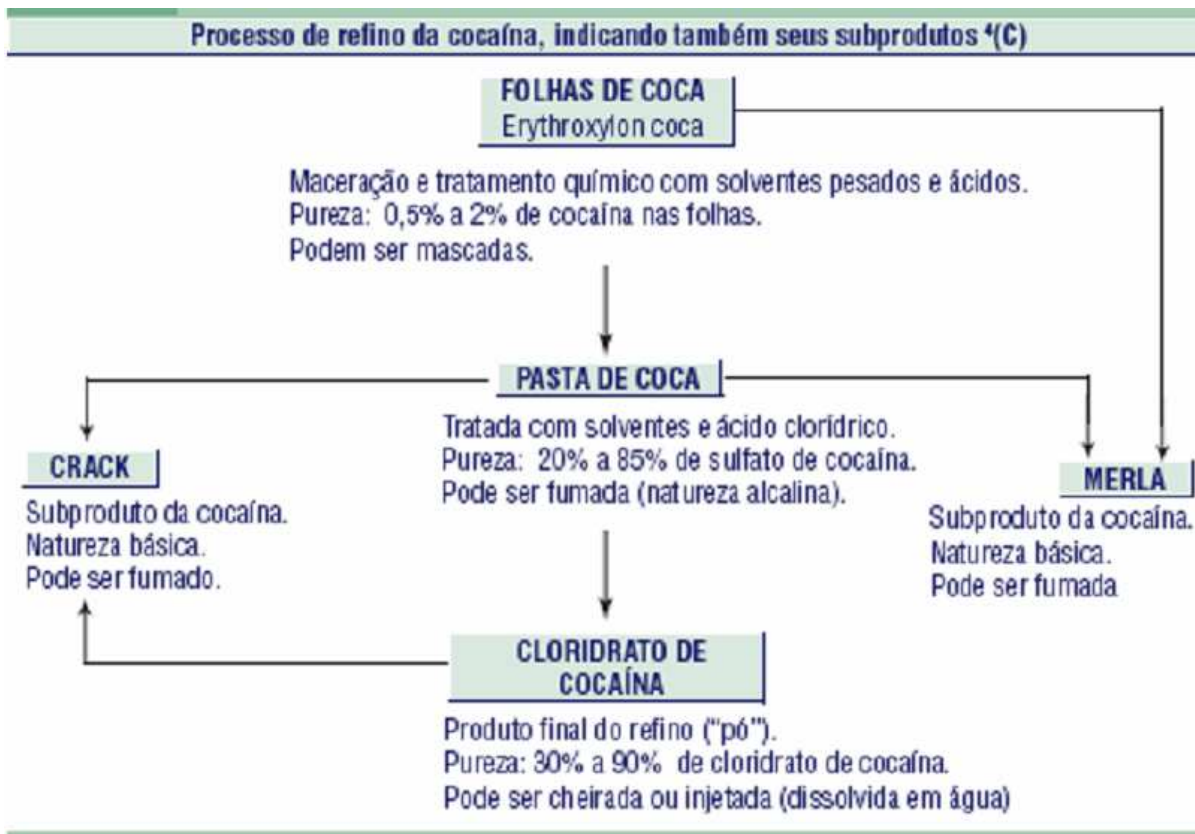 Processo de refino da cocaína, indicando também seus subprodutos ⁴(C)
FOLHAS DE COCA
Erythroxylon coca
Maceração e tratamento químico com solventes pesados e ácidos.
Pureza: 0,5% a 2% de cocaína nas folhas.
Podem ser mascadas.
PASTA DE COCA
Tratada com solventes e ácido clorídrico.
Pureza: 20% a 85% de sulfato de cocaína.
Pode ser fumada (natureza alcalina).
CRACK
Subproduto da cocaína.
Natureza básica.
Pode ser fumado.
MERLA
Subproduto da cocaína.
Natureza básica.
Pode ser fumada
CLORIDRATO DE
COCAÍNA
Produto final do refino (“pó”).
Pureza: 30% a 90% de cloridrato de cocaína.
Pode ser cheirada ou injetada (dissolvida em água)